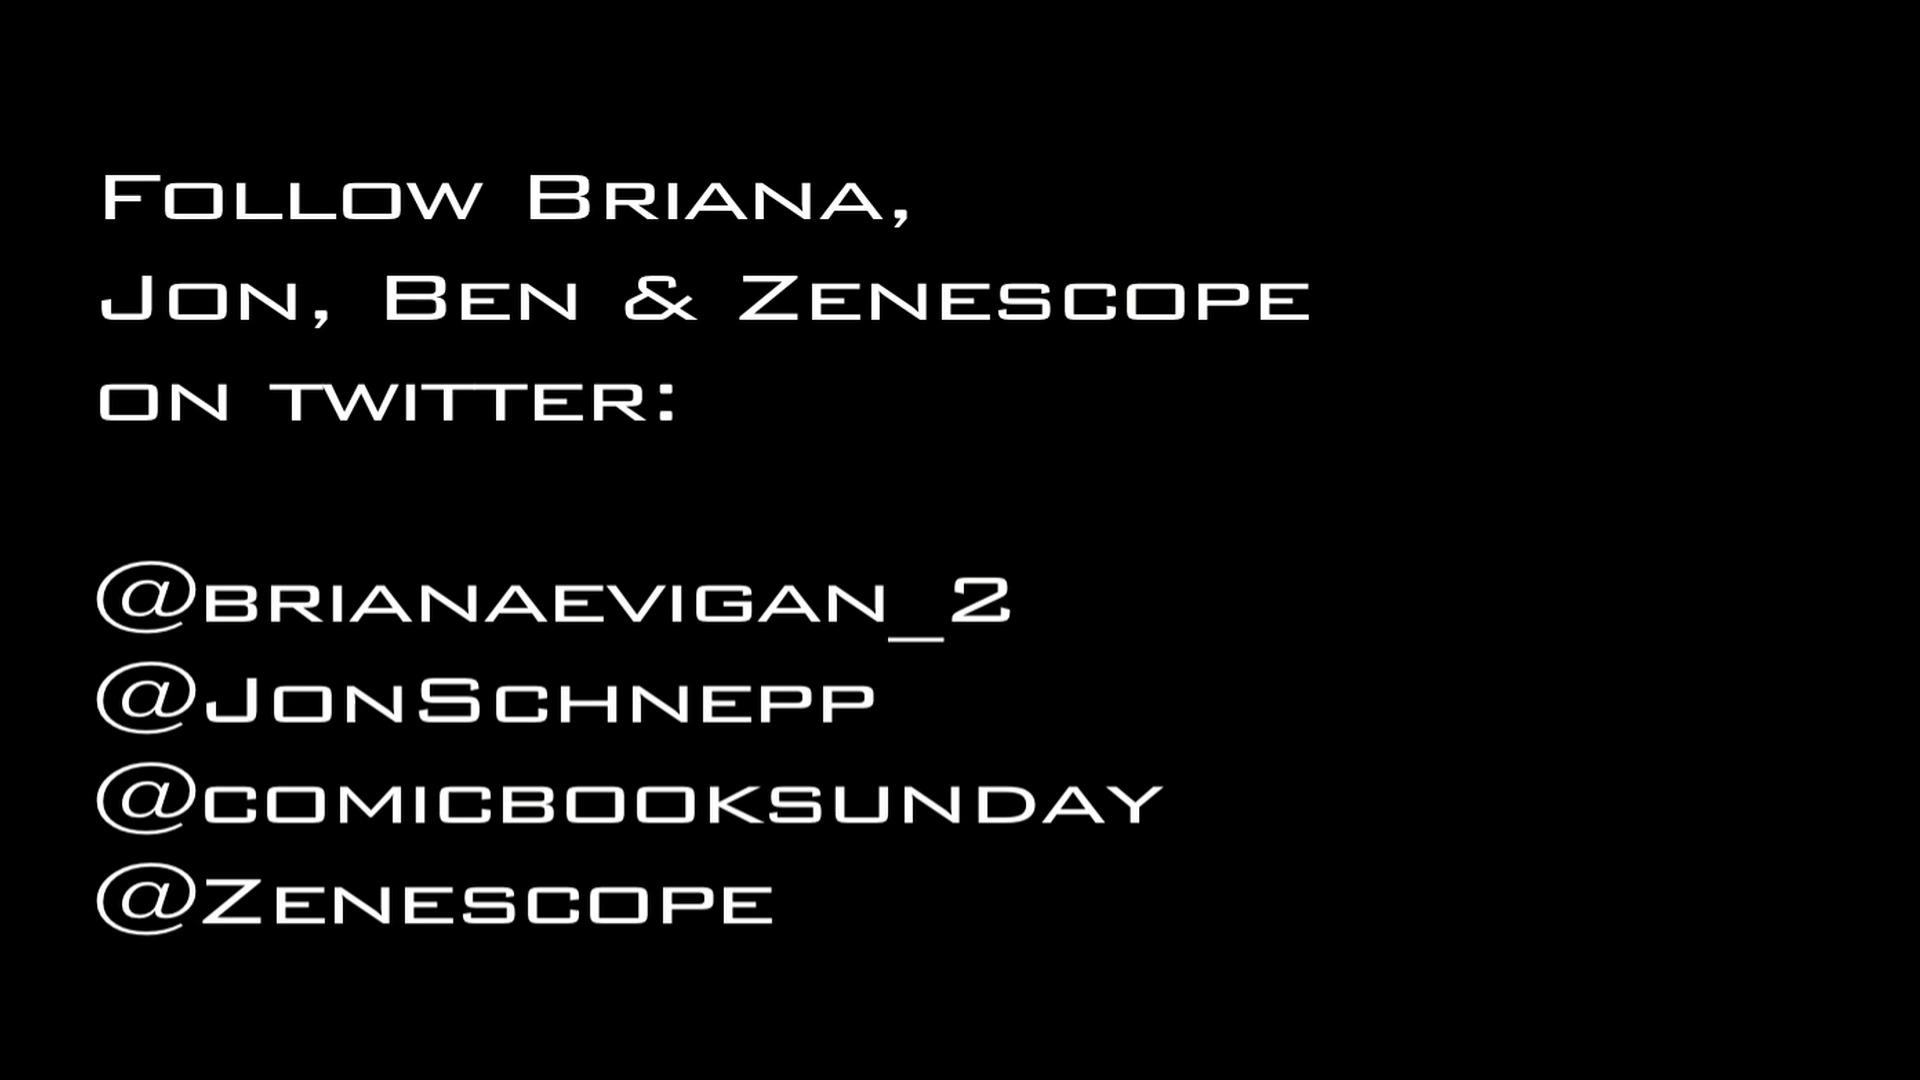 Follow Briana,
Jon, Ben & Zenescope
on twitter:
@brianaevigan_2
@JonSchnepp
@comicbooksunday
@Zenescope